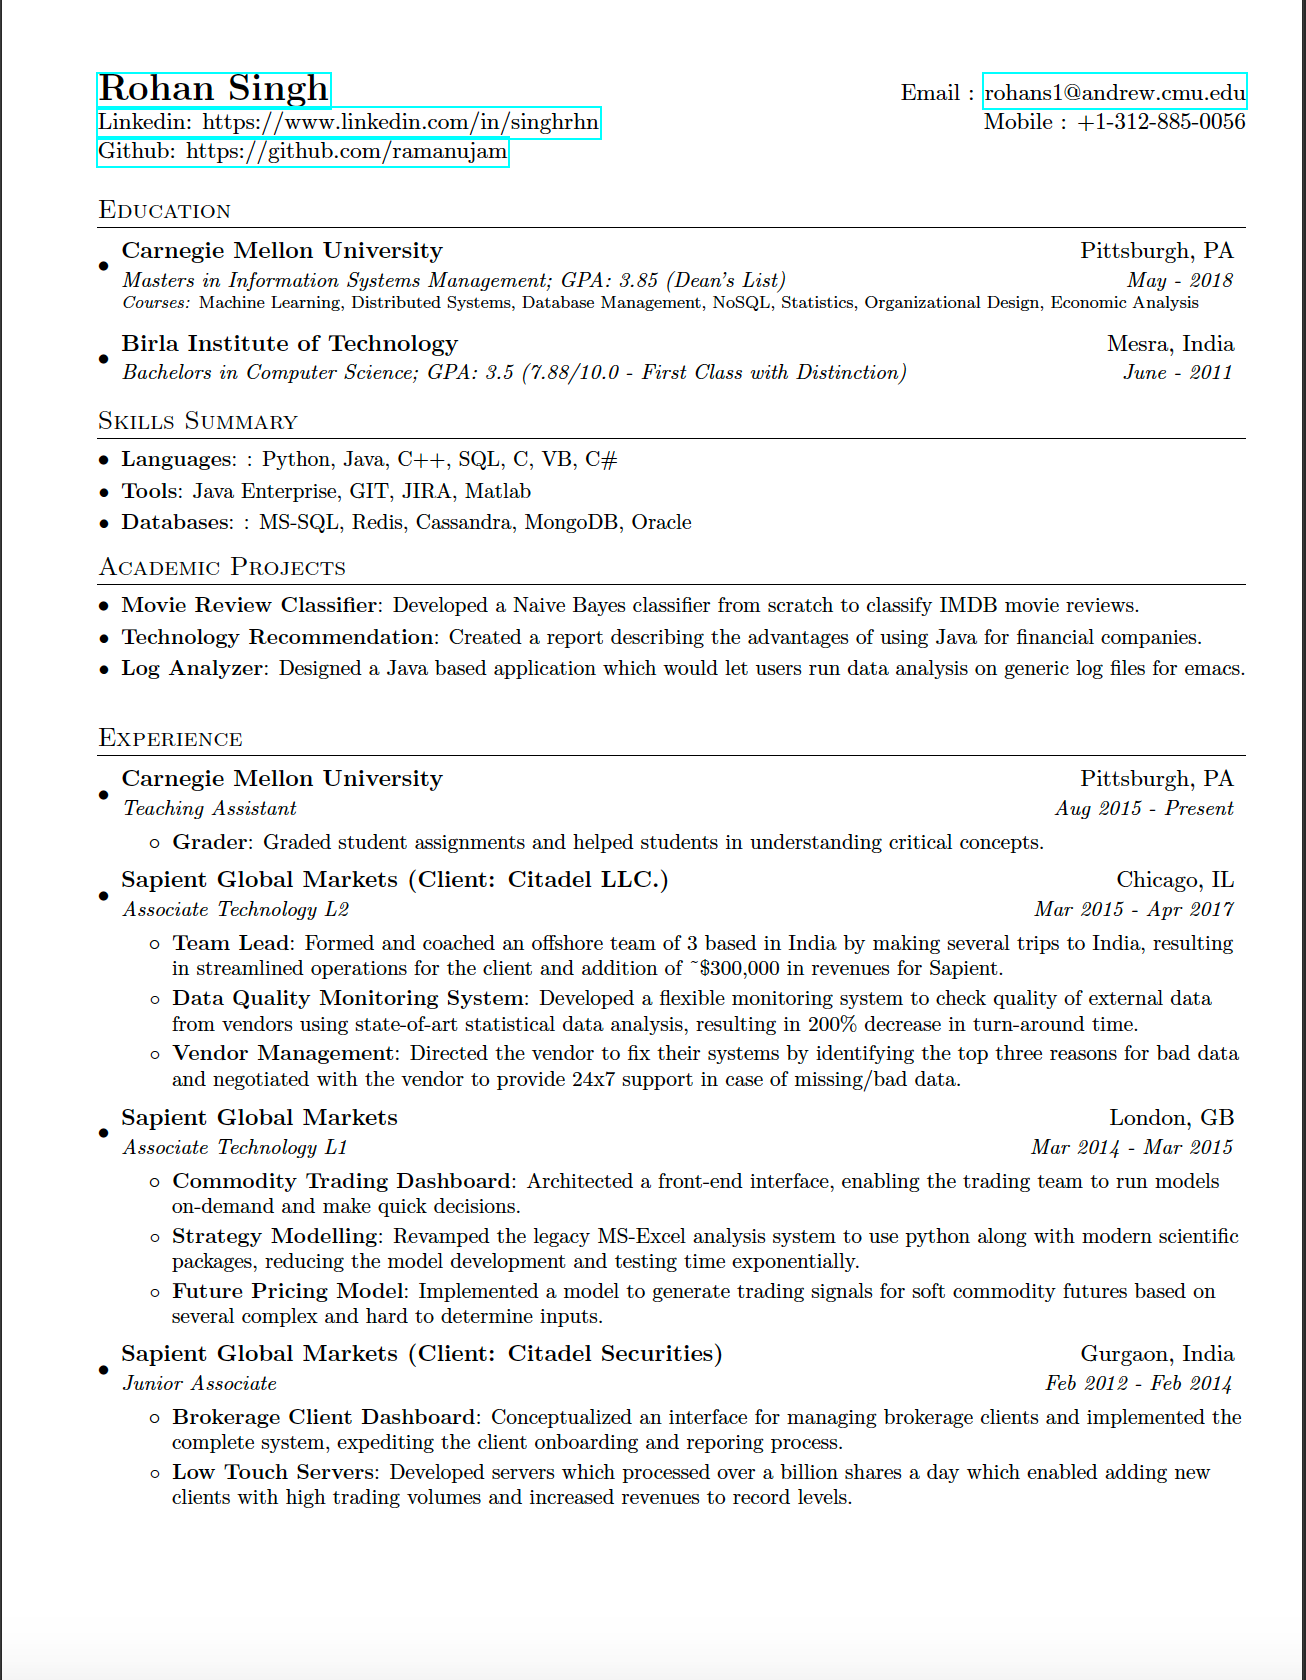 Rohan Singh
Email : rohans1@andrew.cmu.edu
Linkedin: https://www.linkedin.com/in/singhrhn
Mobile : +1-312-885-0056
Github: https://github.com/ramanujam
Education
• Carnegie Mellon University Pittsburgh, PA
Masters in Information Systems Management; GPA: 3.85 (Dean's List) May - 2018
Courses: Machine Learning, Distributed Systems, Database Management, NoSQL, Statistics, Organizational Design, Economic Analysis
• Birla Institute of Technology Mesra, India
Bachelors in Computer Science; GPA: 3.5 (7.88/10.0 - First Class with Distinction) June - 2011
Skills Summary
• Languages: : Python, Java, C++, SQL, C, VB, C#
• Tools: Java Enterprise, GIT, JIRA, Matlab
• Databases: : MS-SQL, Redis, Cassandra, MongoDB, Oracle
Academic Projects
• Movie Review Classifier: Developed a Naive Bayes classifier from scratch to classify IMDB movie reviews.
• Technology Recommendation: Created a report describing the advantages of using Java for financial companies.
• Log Analyzer: Designed a Java based application which would let users run data analysis on generic log files for emacs.
Experience
• Carnegie Mellon University Pittsburgh, PA
Teaching Assistant Aug 2015 - Present
◦ Grader: Graded student assignments and helped students in understanding critical concepts.
• Sapient Global Markets (Client: Citadel LLC.) Chicago, IL
Associate Technology L2 Mar 2015 - Apr 2017
◦ Team Lead: Formed and coached an offshore team of 3 based in India by making several trips to India, resulting
in streamlined operations for the client and addition of ~$300,000 in revenues for Sapient.
◦ Data Quality Monitoring System: Developed a flexible monitoring system to check quality of external data
from vendors using state-of-art statistical data analysis, resulting in 200% decrease in turn-around time.
◦ Vendor Management: Directed the vendor to fix their systems by identifying the top three reasons for bad data
and negotiated with the vendor to provide 24x7 support in case of missing/bad data.
• Sapient Global Markets London, GB
Associate Technology L1 Mar 2014 - Mar 2015
◦ Commodity Trading Dashboard: Architected a front-end interface, enabling the trading team to run models
on-demand and make quick decisions.
◦ Strategy Modelling: Revamped the legacy MS-Excel analysis system to use python along with modern scientific
packages, reducing the model development and testing time exponentially.
◦ Future Pricing Model: Implemented a model to generate trading signals for soft commodity futures based on
several complex and hard to determine inputs.
• Sapient Global Markets (Client: Citadel Securities) Gurgaon, India
Junior Associate Feb 2012 - Feb 2014
◦ Brokerage Client Dashboard: Conceptualized an interface for managing brokerage clients and implemented the
complete system, expediting the client onboarding and reporing process.
◦ Low Touch Servers: Developed servers which processed over a billion shares a day which enabled adding new
clients with high trading volumes and increased revenues to record levels.